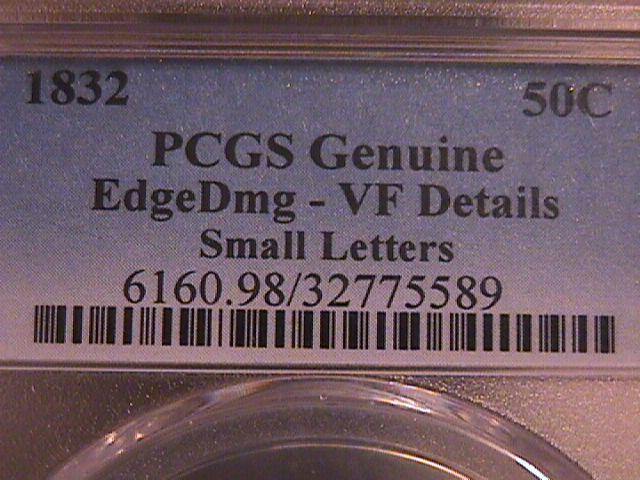 1832 50C
PCGS Genuine
EdgeDmg - VF Details
Small Letters
6160.98/32775589